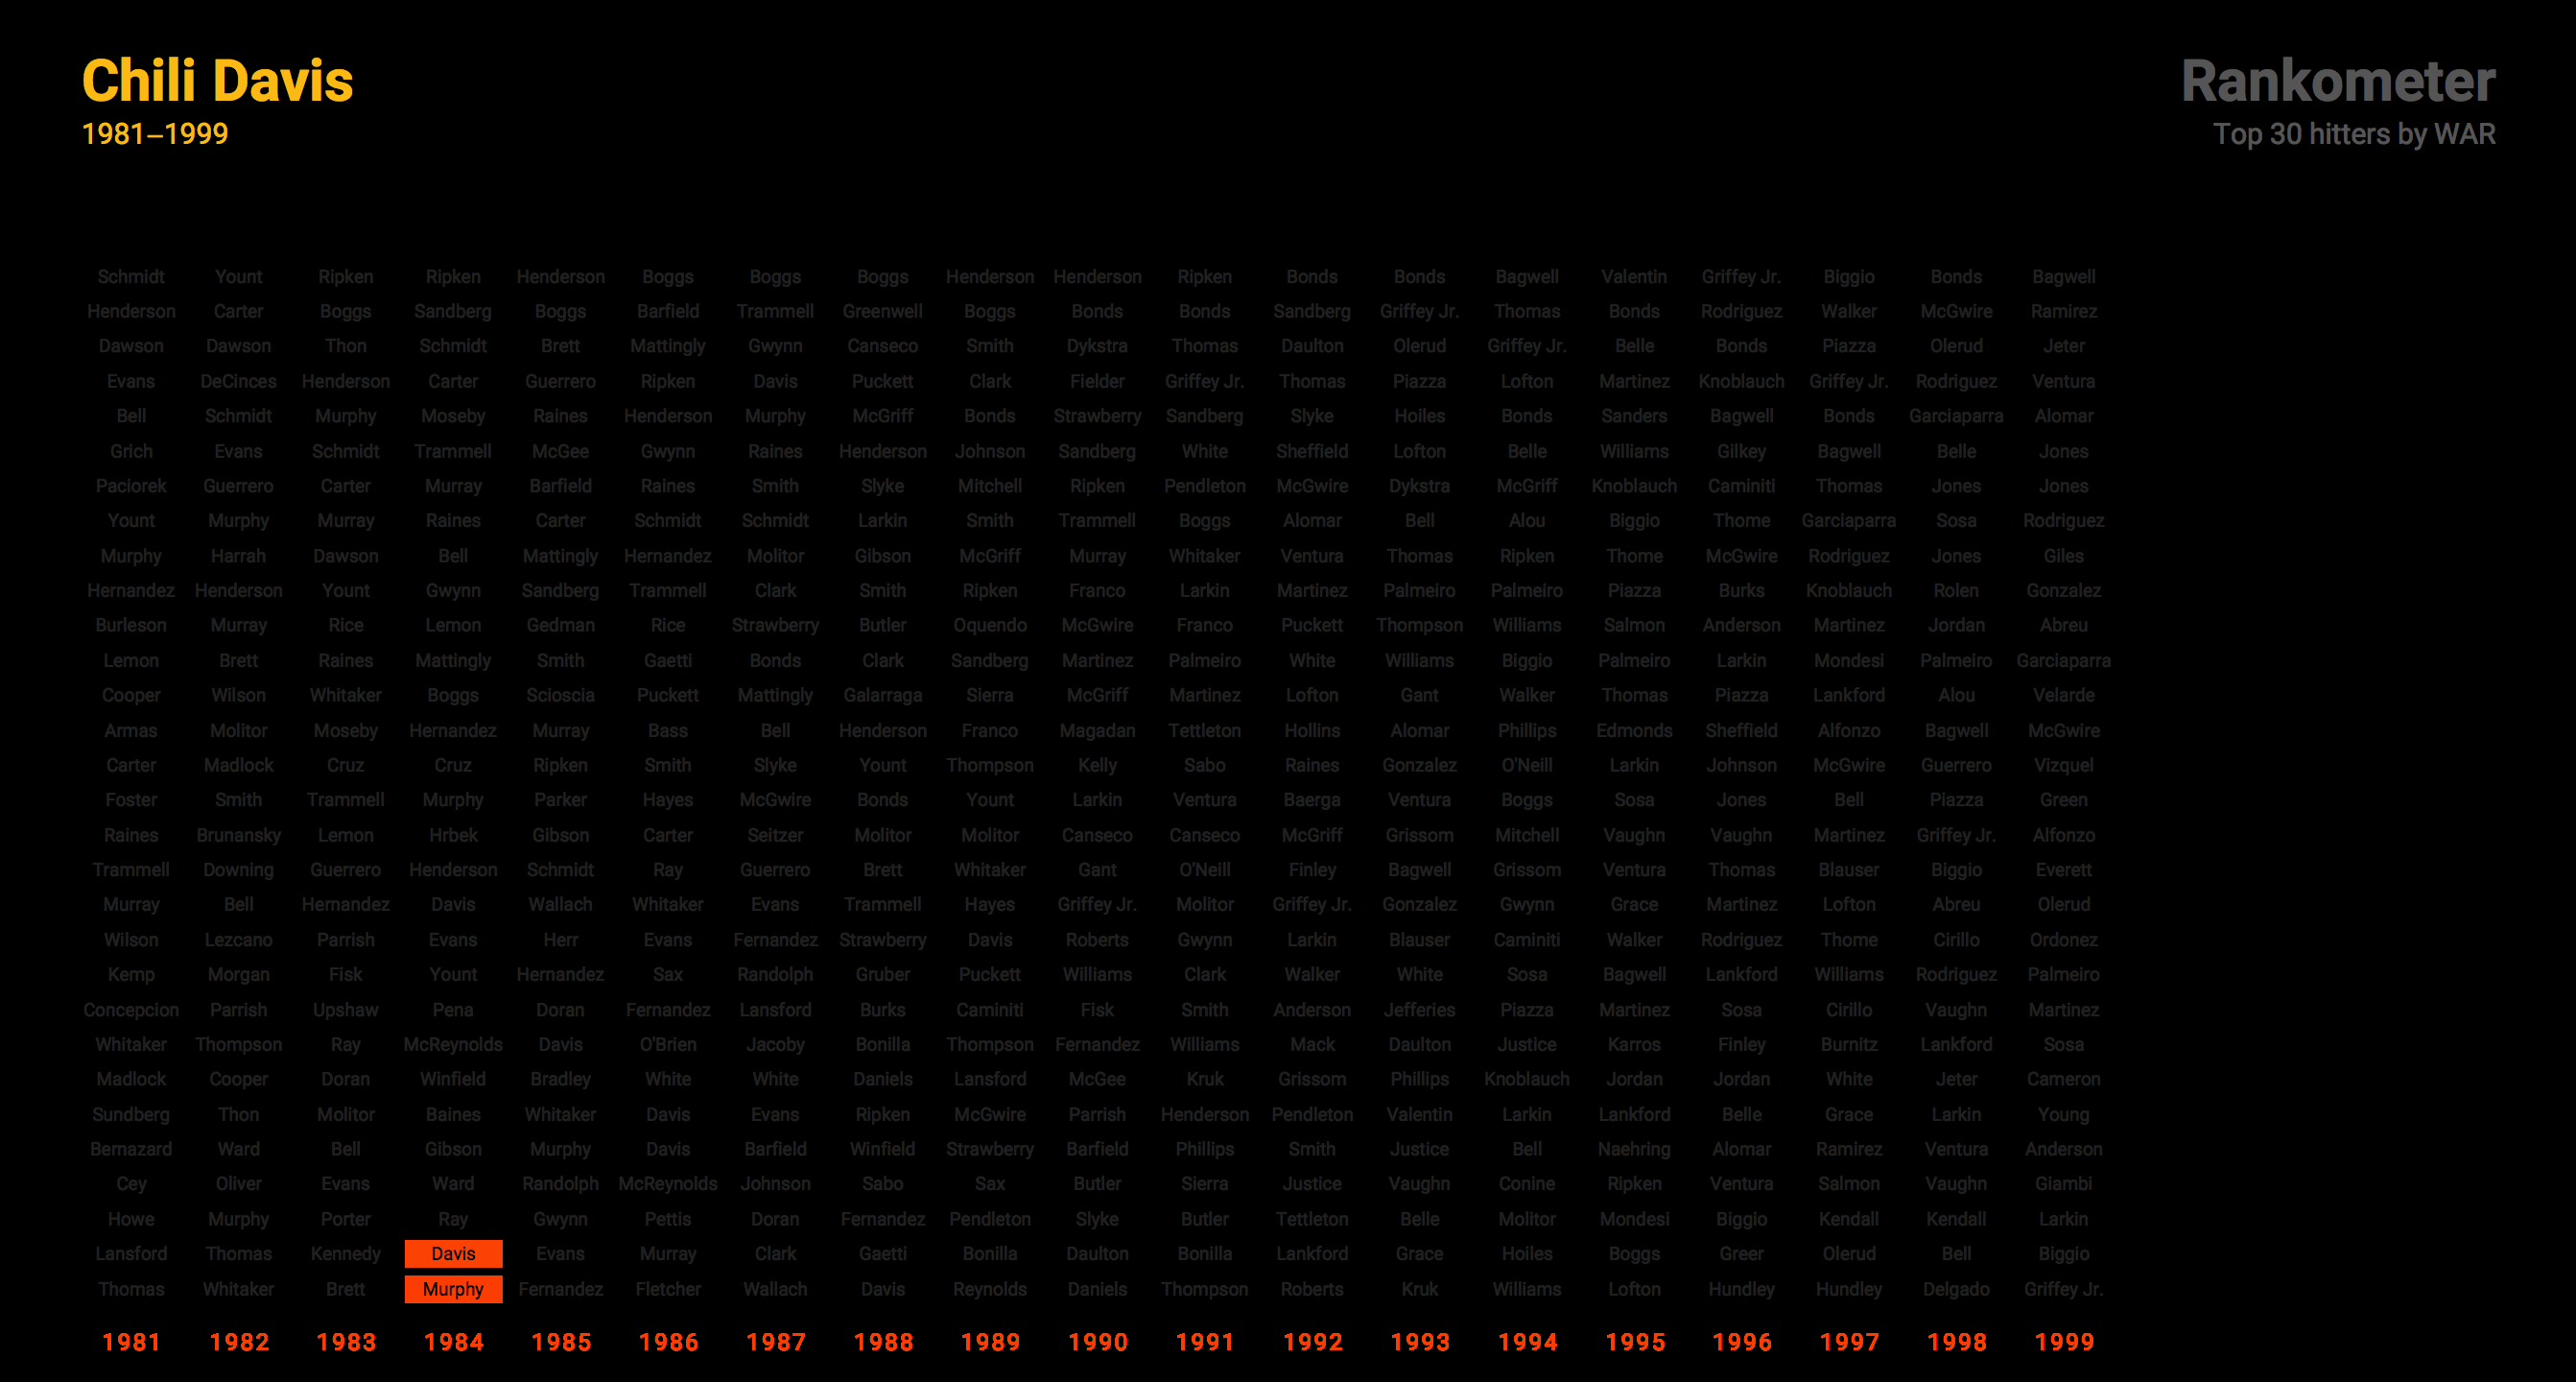 Chili Davis
1981–1999
Rankometer
Top 30 hitters by WAR
Schmidt Yount Ripken Ripken Henderson Boggs Boggs Boggs Henderson Henderson Ripken Bonds Bonds Bagwell Valentin Griffey Jr. Biggio Bonds Bagwell
Henderson Carter Boggs Sandberg Boggs Barfield Trammell Greenwell Boggs Bonds Bonds Sandberg Griffey Jr. Thomas Bonds Rodriguez Walker McGwire Ramirez
Dawson Dawson Thon Schmidt Brett Mattingly Gwynn Canseco Smith Dykstra Thomas Daulton Olerud Griffey Jr. Belle Bonds Piazza Olerud Jeter
Evans DeCinces Henderson Carter Guerrero Ripken Davis Puckett Clark Fielder Griffey Jr. Thomas Piazza Lofton Martinez Knoblauch Griffey Jr. Rodriguez Ventura
Bell Schmidt Murphy Moseby Raines Henderson Murphy McGriff Bonds Strawberry Sandberg Slyke Hoiles Bonds Sanders Bagwell Bonds Garciaparra Alomar
Grich Evans Schmidt Trammell McGee Gwynn Raines Henderson Johnson Sandberg White Sheffield Lofton Belle Williams Gilkey Bagwell Belle Jones
Paciorek Guerrero Carter Murray Barfield Raines Smith Slyke Mitchell Ripken Pendleton McGwire Dykstra McGriff Knoblauch Caminiti Thomas Jones Jones
Yount Murphy Murray Raines Carter Schmidt Schmidt Larkin Smith Trammell Boggs Alomar Bell Alou Biggio Thome Garciaparra Sosa Rodriguez
Murphy Harrah Dawson Bell Mattingly Hernandez Molitor Gibson McGriff Murray Whitaker Ventura Thomas Ripken Thome McGwire Rodriguez Jones Giles
Hernandez Henderson Yount Gwynn Sandberg Trammell Clark Smith Ripken Franco Larkin Martinez Palmeiro Palmeiro Piazza Burks Knoblauch Rolen Gonzalez
Burleson Murray Rice Lemon Gedman Rice Strawberry Butler Oquendo McGwire Franco Puckett Thompson Williams Salmon Anderson Martinez Jordan Abreu
Lemon Brett Raines Mattingly Smith Gaetti Bonds Clark Sandberg Martinez Palmeiro White Williams Biggio Palmeiro Larkin Mondesi Palmeiro Garciaparra
Cooper Wilson Whitaker Boggs Scioscia Puckett Mattingly Galarraga Sierra McGriff Martinez Lofton Gant Walker Thomas Piazza Lankford Alou Velarde
Armas Molitor Moseby Hernandez Murray Bass Bell Henderson Franco Magadan Tettleton Hollins Alomar Phillips Edmonds Sheffield Alfonzo Bagwell McGwire
Carter Madlock Cruz Cruz Ripken Smith Slyke Yount Thompson Kelly Sabo Raines Gonzalez O'Neill Larkin Johnson McGwire Guerrero Vizquel
Foster Smith Trammell Murphy Parker Hayes McGwire Bonds Yount Larkin Ventura Baerga Ventura Boggs Sosa Jones Bell Piazza Green
Raines Brunansky Lemon Hrbek Gibson Carter Seitzer Molitor Molitor Canseco Canseco McGriff Grissom Mitchell Vaughn Vaughn Martinez Griffey Jr. Alfonzo
Trammell Downing Guerrero Henderson Schmidt Ray Guerrero Brett Whitaker Gant O'Neill Finley Bagwell Grissom Ventura Thomas Blauser Biggio Everett
Murray Bell Hernandez Davis Wallach Whitaker Evans Trammell Hayes Griffey Jr. Molitor Griffey Jr. Gonzalez Gwynn Grace Martinez Lofton Abreu Olerud
Wilson Lezcano Parrish Evans Herr Evans Fernandez Strawberry Davis Roberts Gwynn Larkin Blauser Caminiti Walker Rodriguez Thome Cirillo Ordonez
Kemp Morgan Fisk Yount Hernandez Sax Randolph Gruber Puckett Williams Clark Walker White Sosa Bagwell Lankford Williams Rodriguez Palmeiro
Concepcion Parrish Upshaw Pena Doran Fernandez Lansford Burks Caminiti Fisk Smith Anderson Jefferies Piazza Martinez Sosa Cirillo Vaughn Martinez
Whitaker Thompson Ray McReynolds Davis O'Brien Jacoby Bonilla Thompson Fernandez Williams Mack Daulton Justice Karros Finley Burnitz Lankford Sosa
Madlock Cooper Doran Winfield Bradley White White Daniels Lansford McGee Kruk Grissom Phillips Knoblauch Jordan Jordan White Jeter Cameron
Sundberg Thon Molitor Baines Whitaker Davis Evans Ripken McGwire Parrish Henderson Pendleton Valentin Larkin Lankford Belle Grace Larkin Young
Bernazard Ward Bell Gibson Murphy Davis Barfield Winfield Strawberry Barfield Phillips Smith Justice Bell Naehring Alomar Ramirez Ventura Anderson
Cey Oliver Evans Ward Randolph McReynolds Johnson Sabo Sax Butler Sierra Justice Vaughn Conine Ripken Ventura Salmon Vaughn Giambi
Howe Murphy Porter Ray Gwynn Pettis Doran Fernandez Pendleton Slyke Butler Tettleton Belle Molitor Mondesi Biggio Kendall Kendall Larkin
Lansford Thomas Kennedy Davis Evans Murray Clark Gaetti Bonilla Daulton Bonilla Lankford Grace Hoiles Boggs Greer Olerud Bell Biggio
Thomas Whitaker Brett Murphy Fernandez Fletcher Wallach Davis Reynolds Daniels Thompson Roberts Kruk Williams Lofton Hundley Hundley Delgado Griffey Jr.
1981 1982 1983 1984 1985 1986 1987 1988 1989 1990 1991 1992 1993 1994 1995 1996 1997 1998 1999